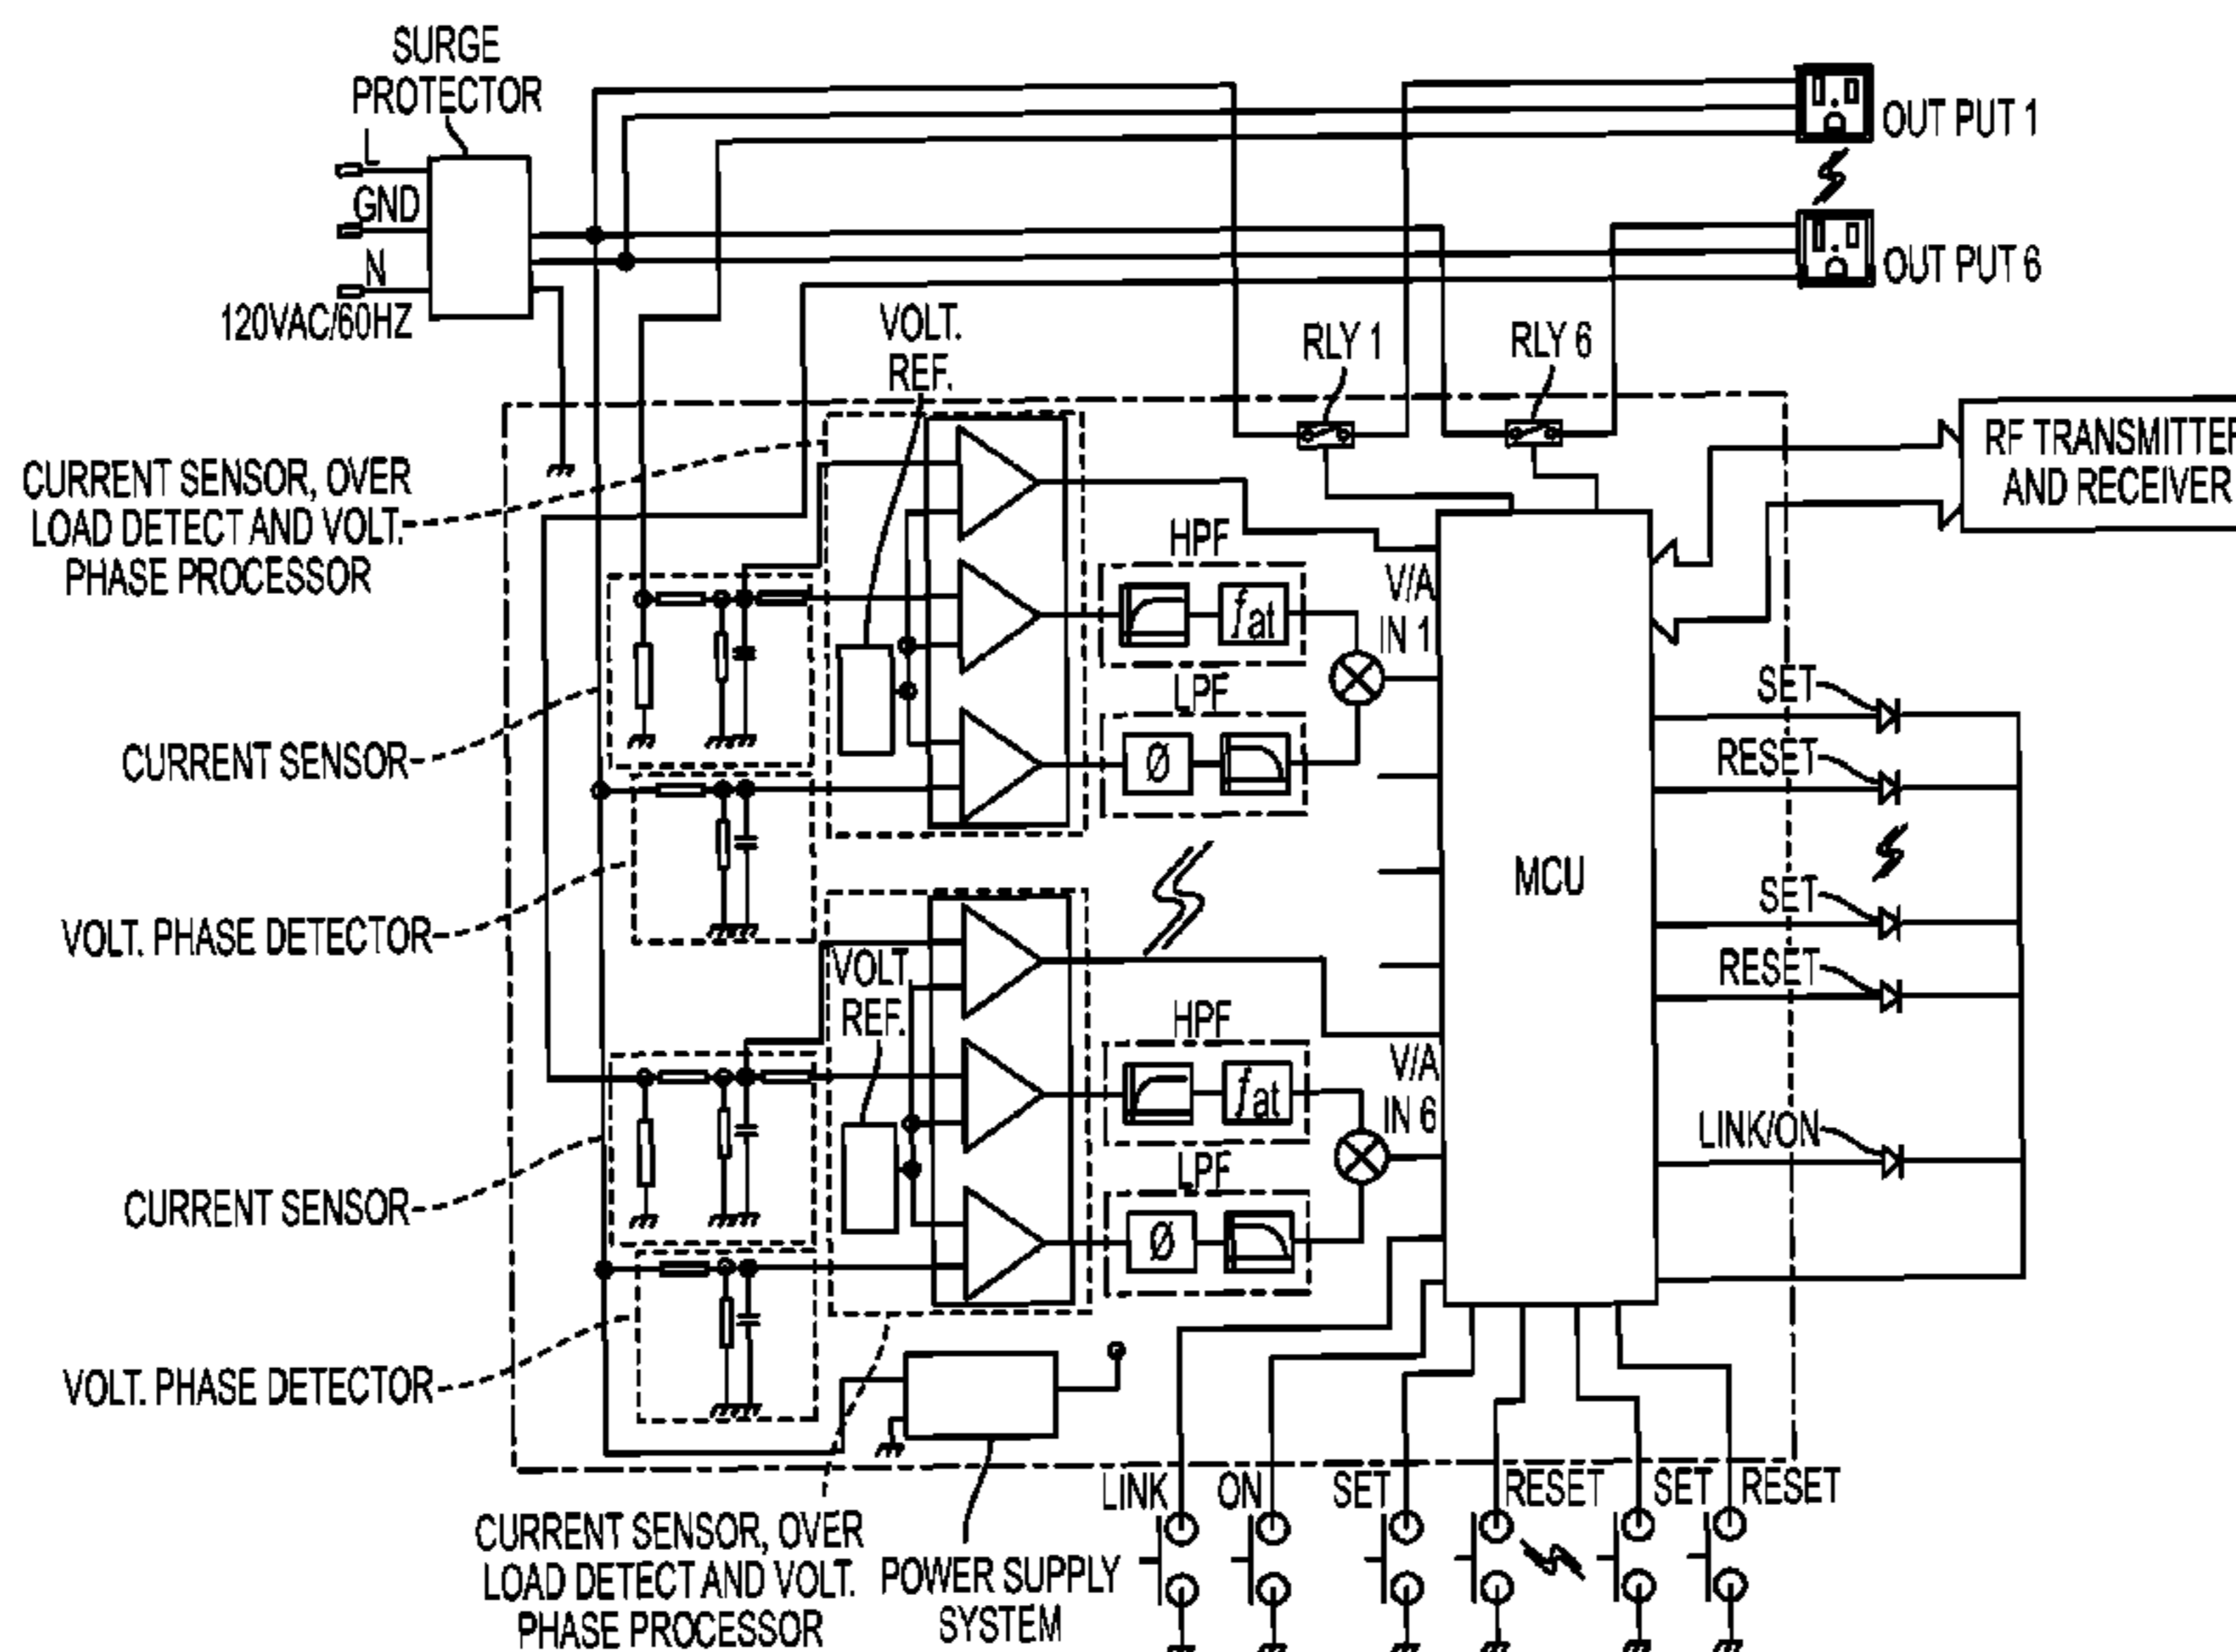 SURGE
PROTECTOR
L
GND
N
120VAC/60HZ
OUT PUT 1
OUT PUT 6
VOLT.
REF.
RLY 1
RLY 6
RF TRANSMITTER
AND RECEIVER
CURRENT SENSOR, OVER
LOAD DETECT AND VOLT.
PHASE PROCESSOR
HPF
fat
V/A
IN 1
LPF
Ø
CURRENT SENSOR
VOLT. PHASE DETECTOR
MCU
SET
RESET
SET
RESET
LINK/ON
VOLT.
REF.
HPF
fat
V/A
IN 6
LPF
Ø
CURRENT SENSOR
VOLT. PHASE DETECTOR
LINK
ON
SET
RESET
SET
RESET
CURRENT SENSOR, OVER
LOAD DETECT AND VOLT.
PHASE PROCESSOR
POWER SUPPLY
SYSTEM